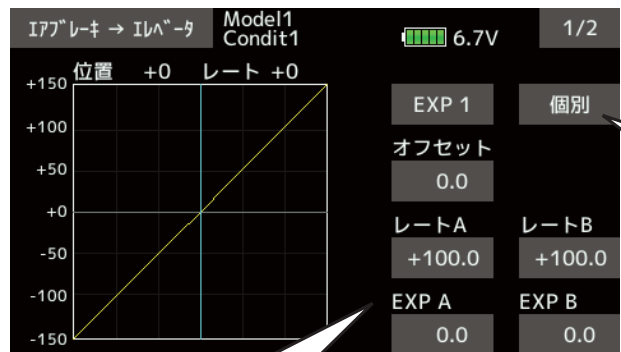 ｴｱﾌﾞﾚｰｷ → ｴﾚﾍﾞｰﾀ
Model1
Condit1
6.7V
1/2
位置 +0 レート +0
+150
+100
+50
+0
-50
-100
-150
EXP 1
個別
オフセット
0.0
レートA
レートB
+100.0
+100.0
EXP A
EXP B
0.0
0.0